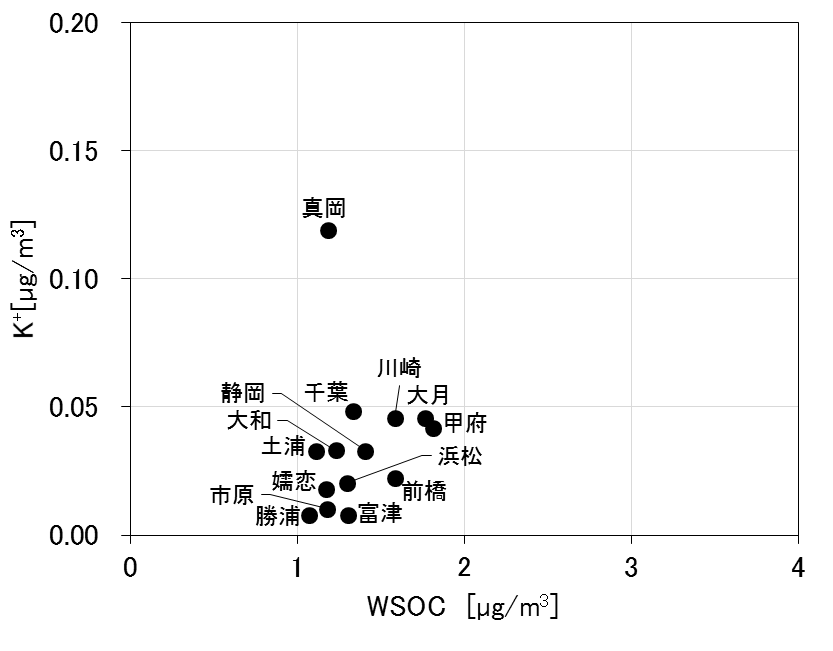 0.20
0.15
0.10
0.05
0.00
K⁺[μg/m³]
真岡
川崎
静岡
千葉
大月
大和
甲府
土浦
浜松
嬬恋
前橋
市原
勝浦
富津
0
1
2
3
4
WSOC [μg/m³]